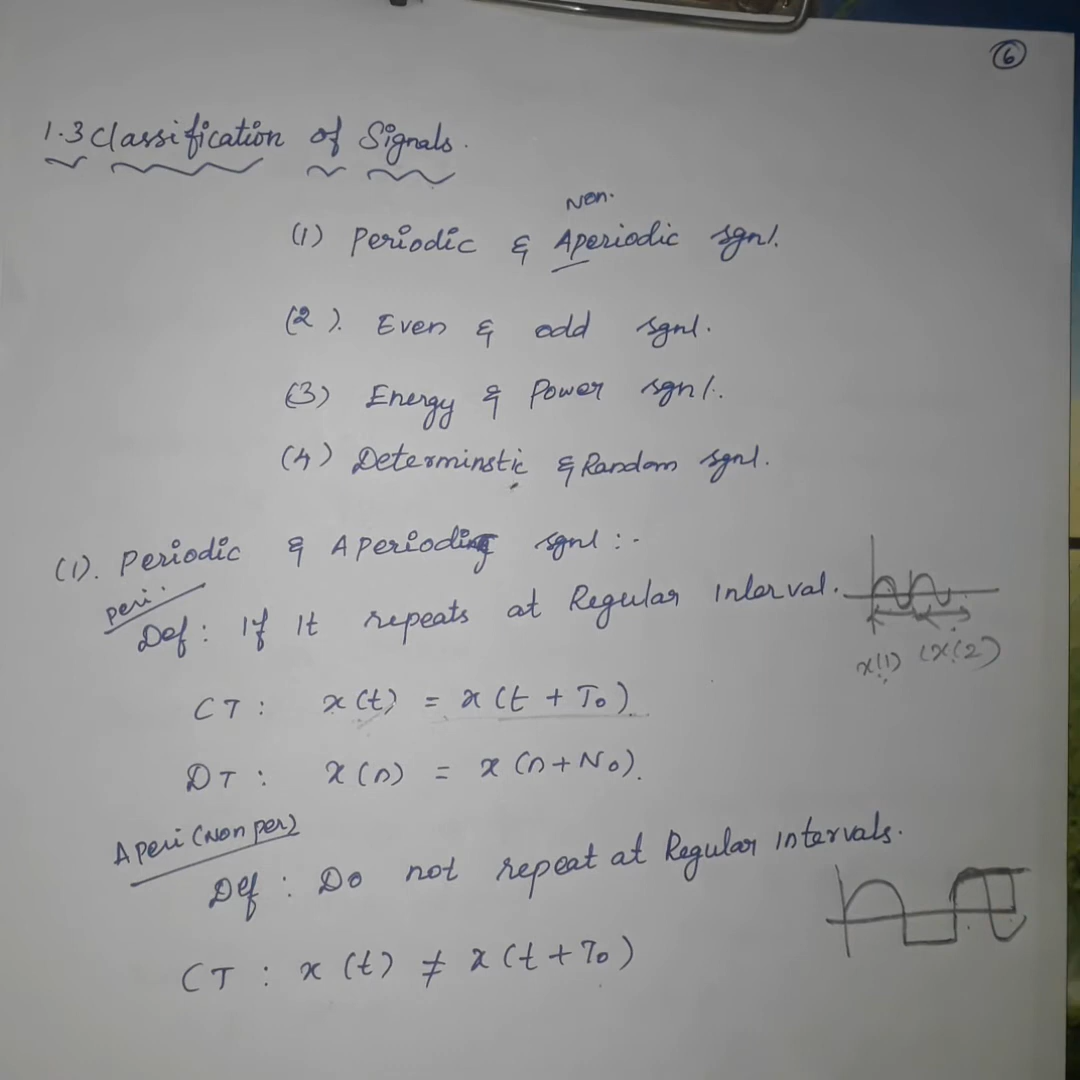 6
1.3 Classification of Signals.
Non.
(1) Periodic & Aperiodic sgnl.
(2). Even & odd sgnl.
(3) Energy & Power sgnl.
(4) Determinstic & Random sgnl.
(1). Periodic & Aperiodic sgnl :-
peri.
Def : If It repeats at Regular Interval.
x(1) (x(2)
CT : x(t) = x(t + T₀).
DT : x(n) = x(n+N₀).
Aperi (Non per)
Def : Do not repeat at Regular intervals.
CT : x(t) ≠ x(t+T₀)